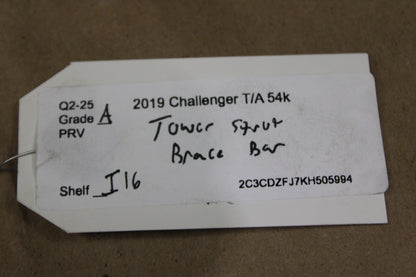 Q2-25 2019 Challenger T/A 54k
Grade A
PRV
Tower Strut
Brace Bar
Shelf I16
2C3CDZFJ7KH505994